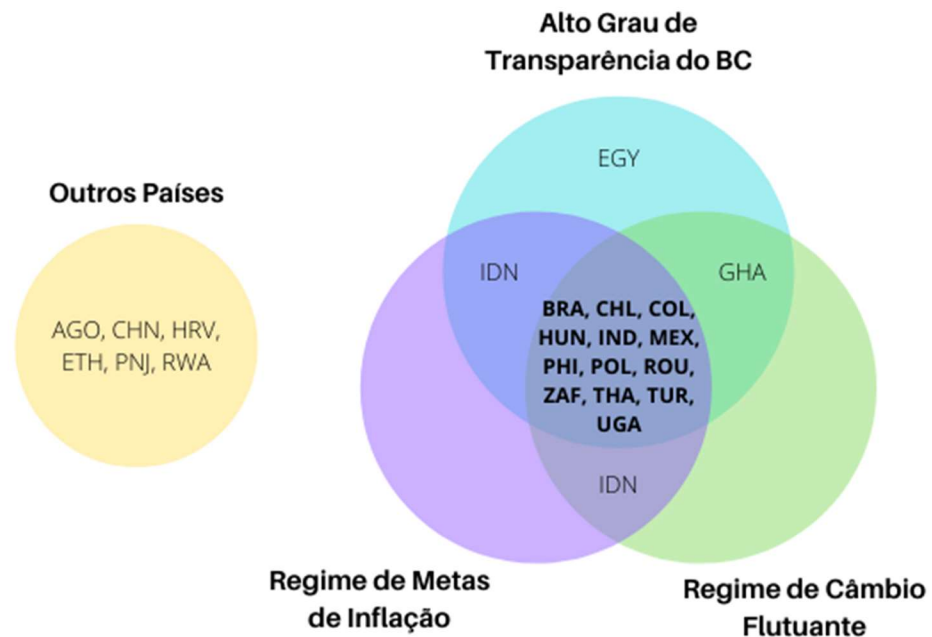 Alto Grau de
Transparência do BC
EGY
Outros Países
IDN
GHA
AGO, CHN, HRV,
ETH, PNJ, RWA
BRA, CHL, COL,
HUN, IND, MEX,
PHI, POL, ROU,
ZAF, THA, TUR,
UGA
IDN
Regime de Metas
de Inflação
Regime de Câmbio
Flutuante